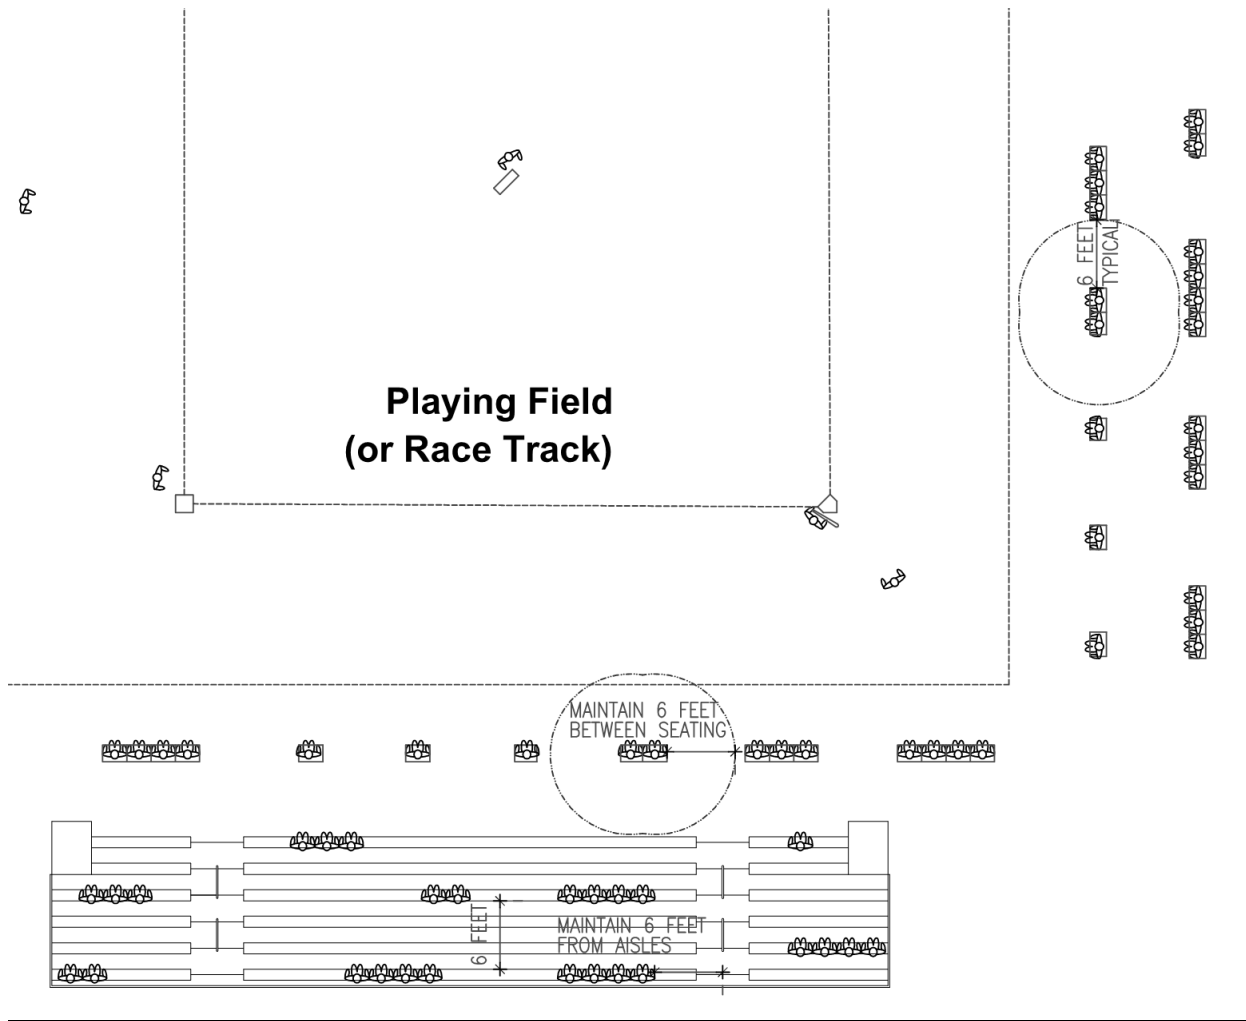 6 FEET
TYPICAL
Playing Field
(or Race Track)
MAINTAIN 6 FEET
BETWEEN SEATING
6 FEET
MAINTAIN 6 FEET
FROM AISLES